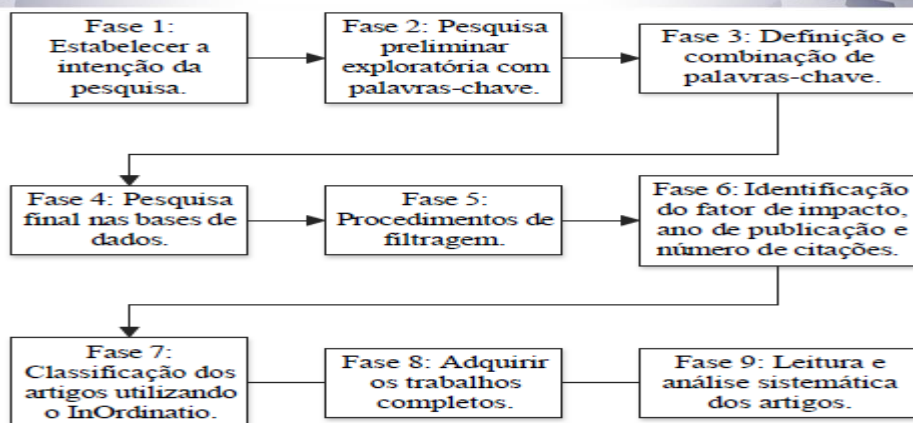 Fase 1:
Estabelecer a
intenção da
pesquisa.
Fase 2: Pesquisa
preliminar
exploratória com
palavras-chave.
Fase 3: Definição e
combinação de
palavras-chave.
Fase 4: Pesquisa
final nas bases de
dados.
Fase 5:
Procedimentos de
filtragem.
Fase 6: Identificação
do fator de impacto,
ano de publicação e
número de citações.
Fase 7:
Classificação dos
artigos utilizando
o InOrdinatio.
Fase 8: Adquirir
os trabalhos
completos.
Fase 9: Leitura e
análise sistemática
dos artigos.